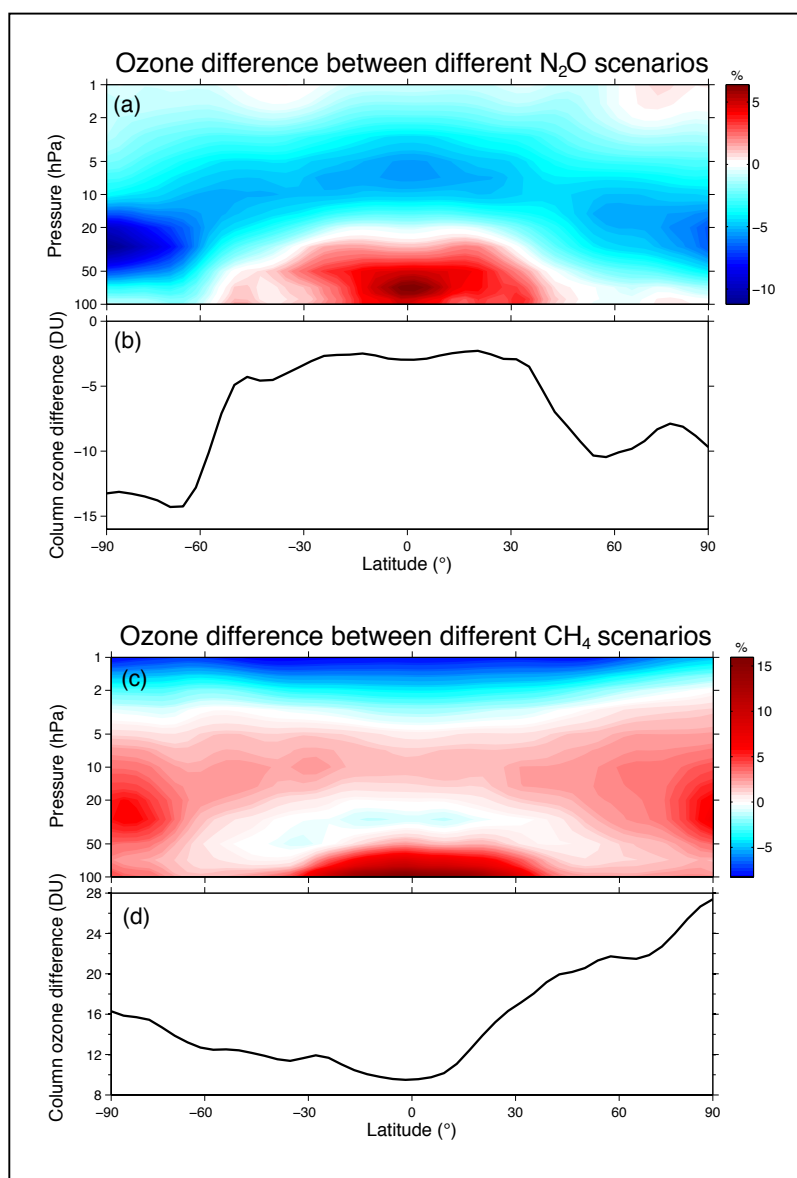 Ozone difference between different N₂O scenarios
%
(a)
1
2
5
10
20
50
100
Pressure (hPa)
5
0
−5
−10
(b)
0
−5
−10
−15
Column ozone difference (DU)
−90 −60 −30 0 30 60 90
Latitude (°)
Ozone difference between different CH₄ scenarios
%
(c)
1
2
5
10
20
50
100
Pressure (hPa)
15
10
5
0
−5
(d)
28
24
20
16
12
8
Column ozone difference (DU)
−90 −60 −30 0 30 60 90
Latitude (°)